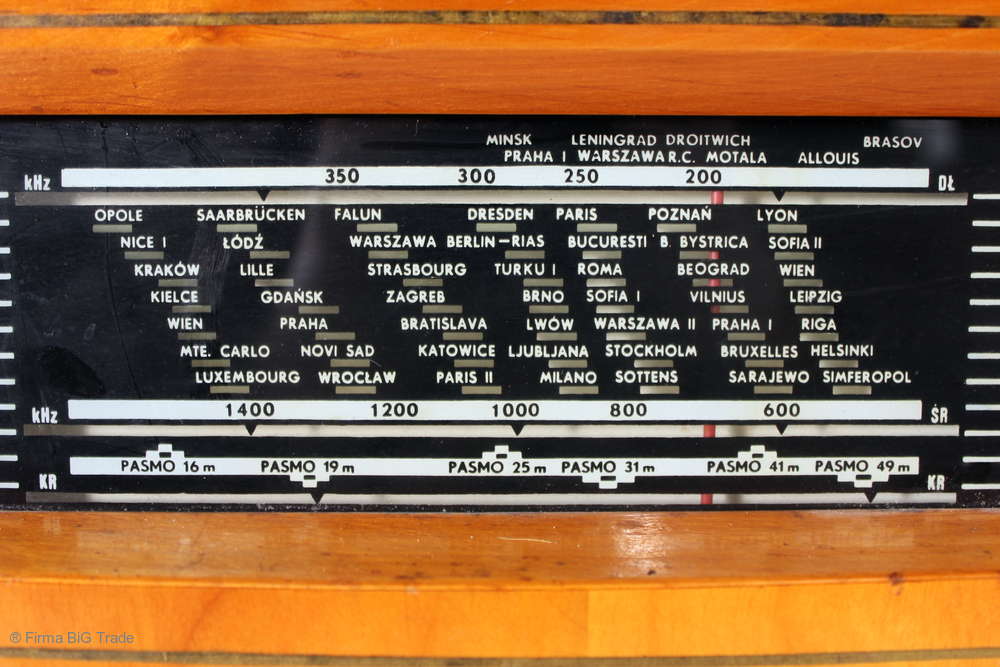 MINSK LENINGRAD DROITWICH BRASOV
PRAHA I WARSZAWA R.C. MOTALA ALLOUIS
kHz 350 300 250 200 DŁ
OPOLE SAARBRÜCKEN FALUN DRESDEN PARIS POZNAŃ LYON
NICE I ŁÓDŹ WARSZAWA BERLIN-RIAS BUCURESTI B. BYSTRICA SOFIA II
KRAKÓW LILLE STRASBOURG TURKU I ROMA BEOGRAD WIEN
KIELCE GDAŃSK ZAGREB BRNO SOFIA I VILNIUS LEIPZIG
WIEN PRAHA BRATISLAVA LWÓW WARSZAWA II PRAHA I RIGA
MTE. CARLO NOVI SAD KATOWICE LJUBLJANA STOCKHOLM BRUXELLES HELSINKI
LUXEMBOURG WROCŁAW PARIS II MILANO SOTTENS SARAJEWO SIMFEROPOL
kHz 1400 1200 1000 800 600 ŚR
KR PASMO 16 m PASMO 19 m PASMO 25 m PASMO 31 m PASMO 41 m PASMO 49 m KR
® Firma BiG Trade